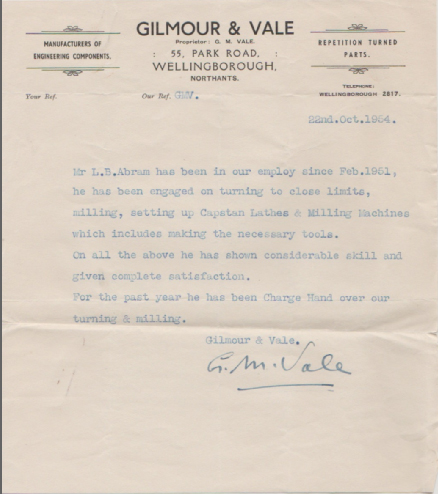 GILMOUR & VALE
Proprietor: G. M. VALE.
MANUFACTURERS OF
ENGINEERING COMPONENTS.
: 55, PARK ROAD, :
WELLINGBOROUGH,
NORTHANTS.
REPETITION TURNED
PARTS.
TELEPHONE:
WELLINGBOROUGH 2817.
Your Ref.
Our Ref. GMV.
22nd.Oct.1954.
Mr L.B.Abram has been in our employ since Feb.1951,
he has been engaged on turning to close limits,
milling, setting up Capstan Lathes & Milling Machines
which includes making the necessary tools.
On all the above he has shown considerable skill and
given complete satisfaction.
For the past year he has been Charge Hand over our
turning & milling.
Gilmour & Vale.
G. M. Vale